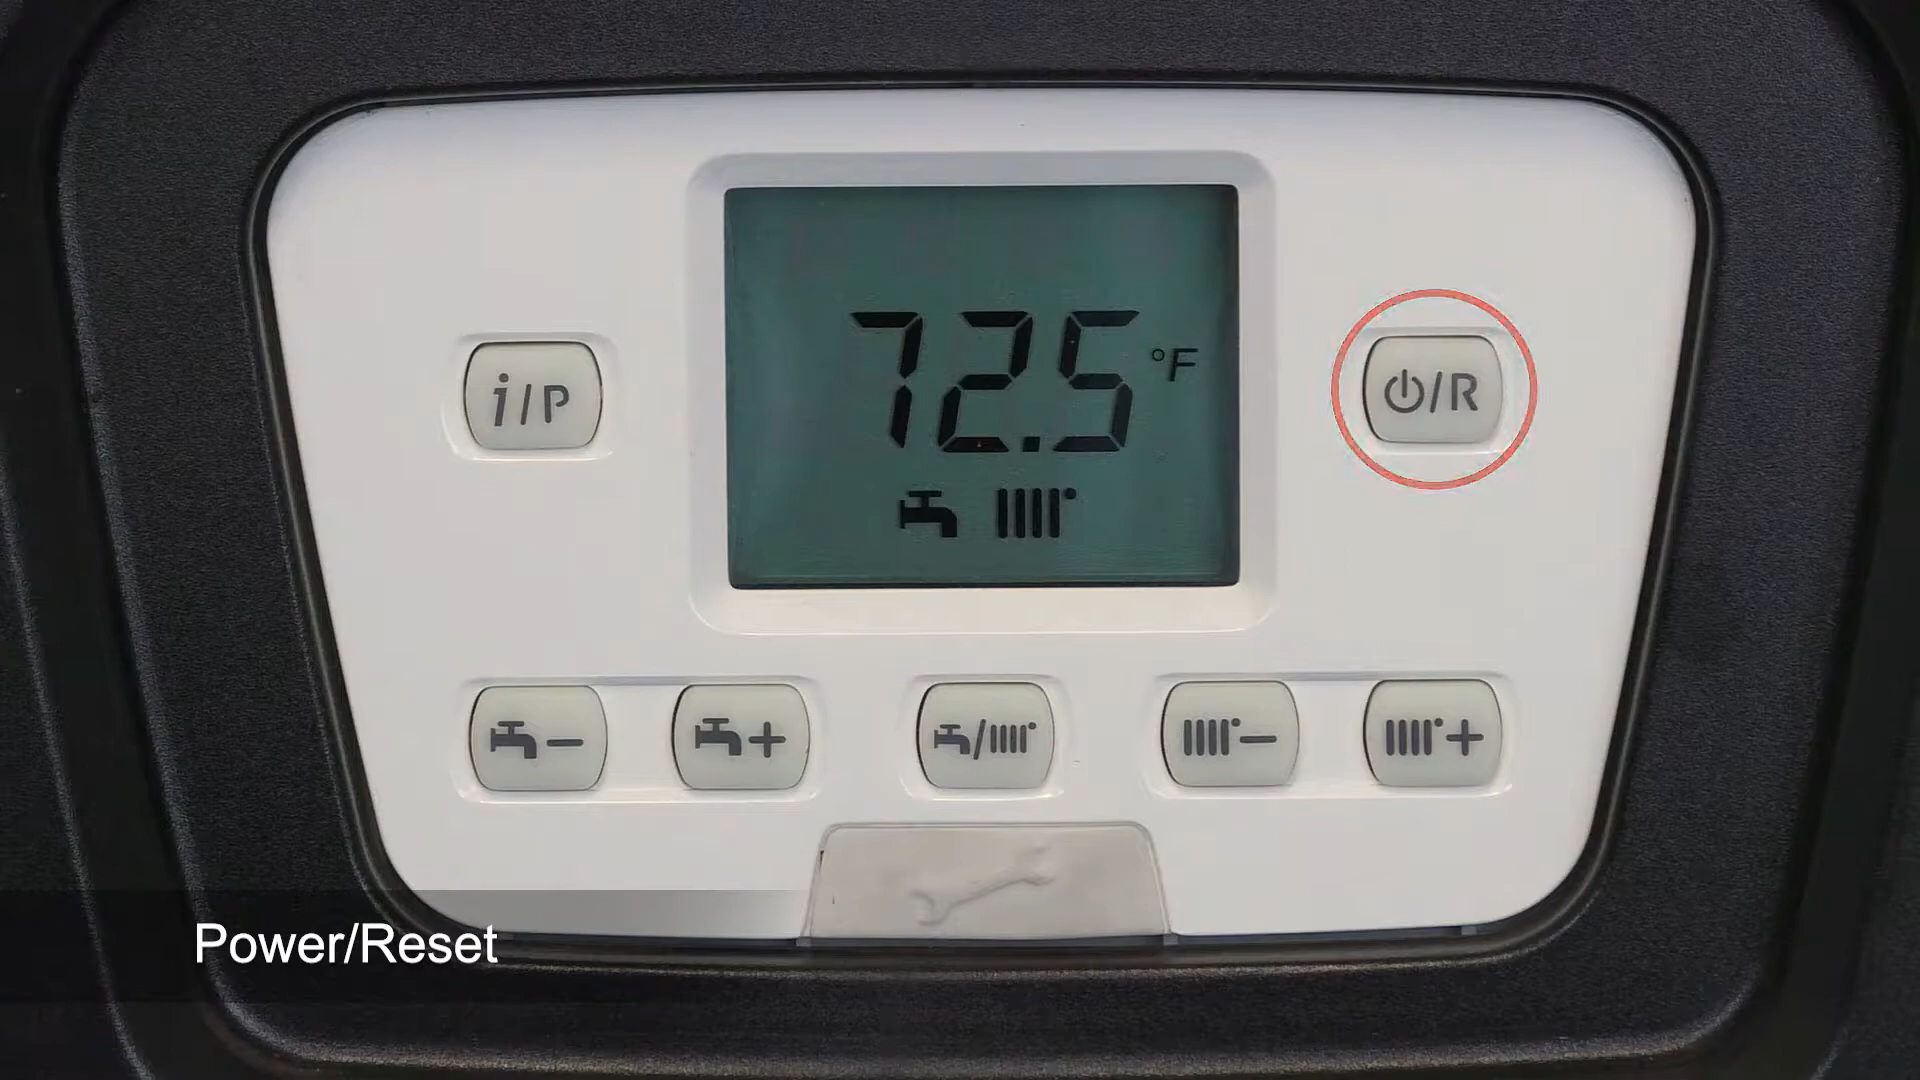 72.5 °F
i/P
/R
-
+
/
-
+
Power/Reset